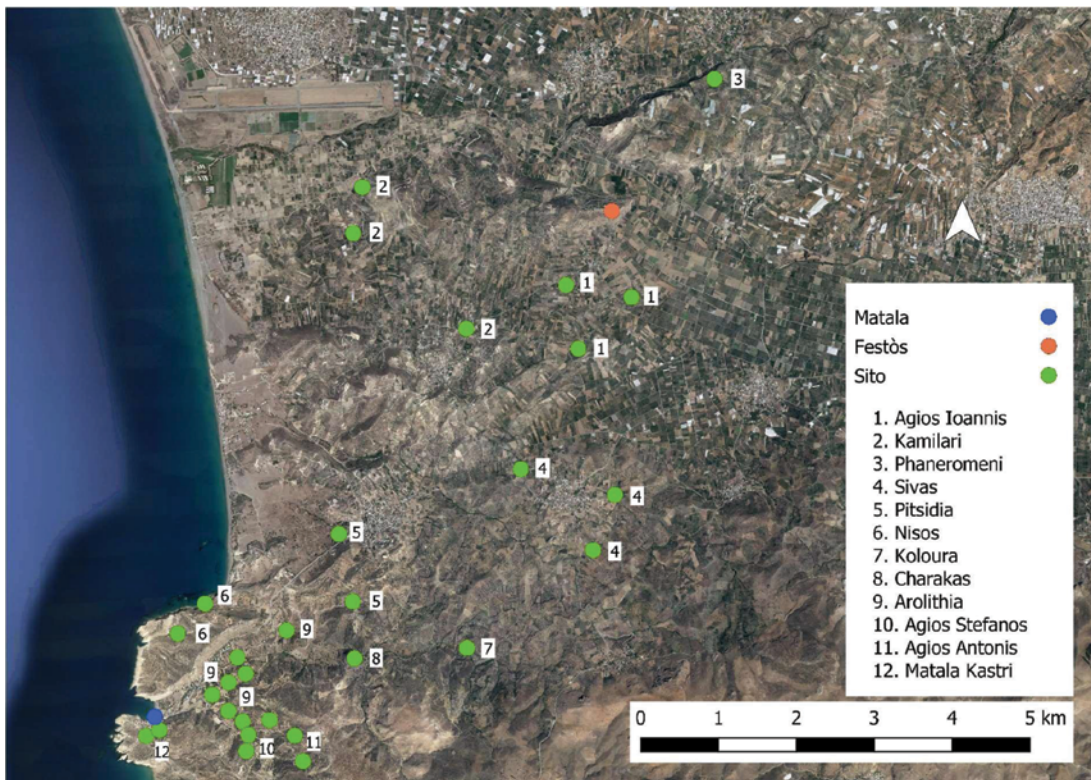 3
2
2
1
1
2
1
4
4
5
4
6
5
6
9
7
8
9
9
12
10
11
Matala
Festòs
Sito
1. Agios Ioannis
2. Kamilari
3. Phaneromeni
4. Sivas
5. Pitsidia
6. Nisos
7. Koloura
8. Charakas
9. Arolithia
10. Agios Stefanos
11. Agios Antonis
12. Matala Kastri
0 1 2 3 4 5 km